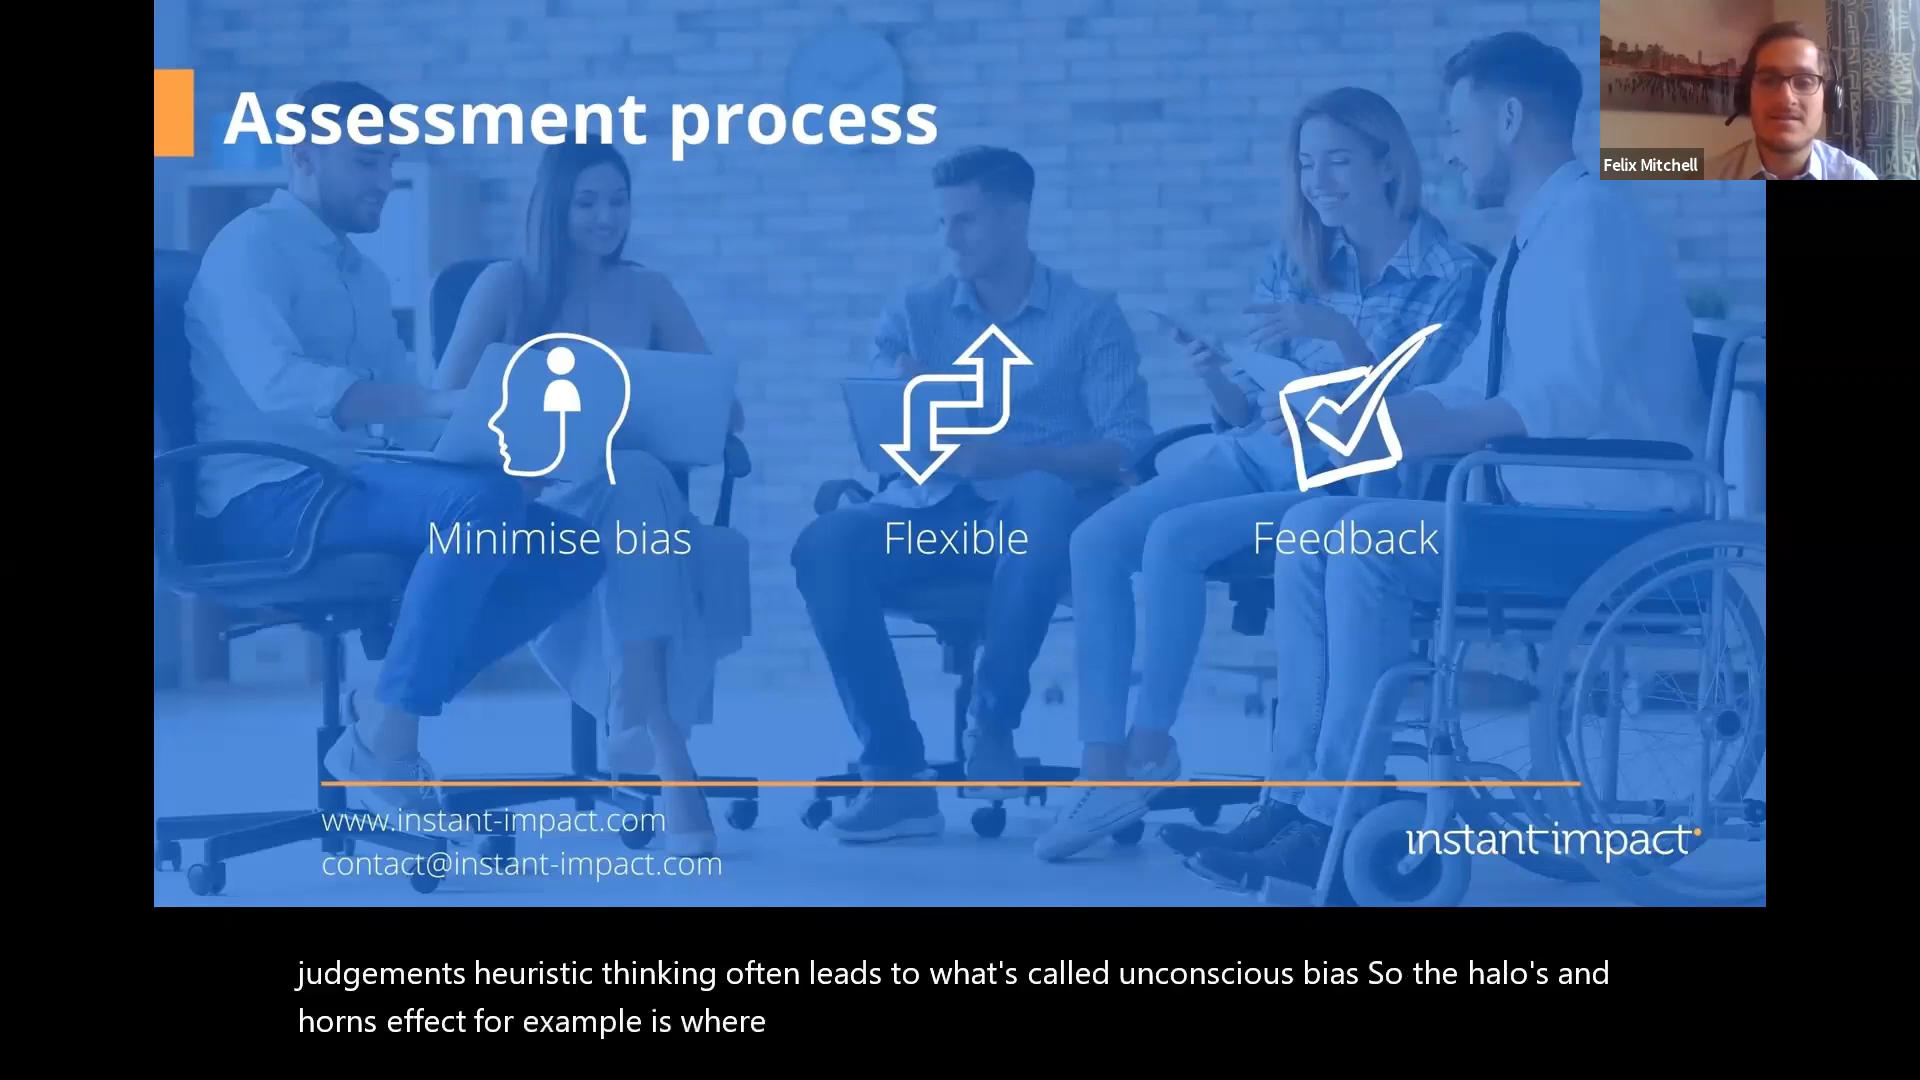 Assessment process
Felix Mitchell
Minimise bias
Flexible
Feedback
www.instant-impact.com
contact@instant-impact.com
instant impact
judgements heuristic thinking often leads to what's called unconscious bias So the halo's and
horns effect for example is where